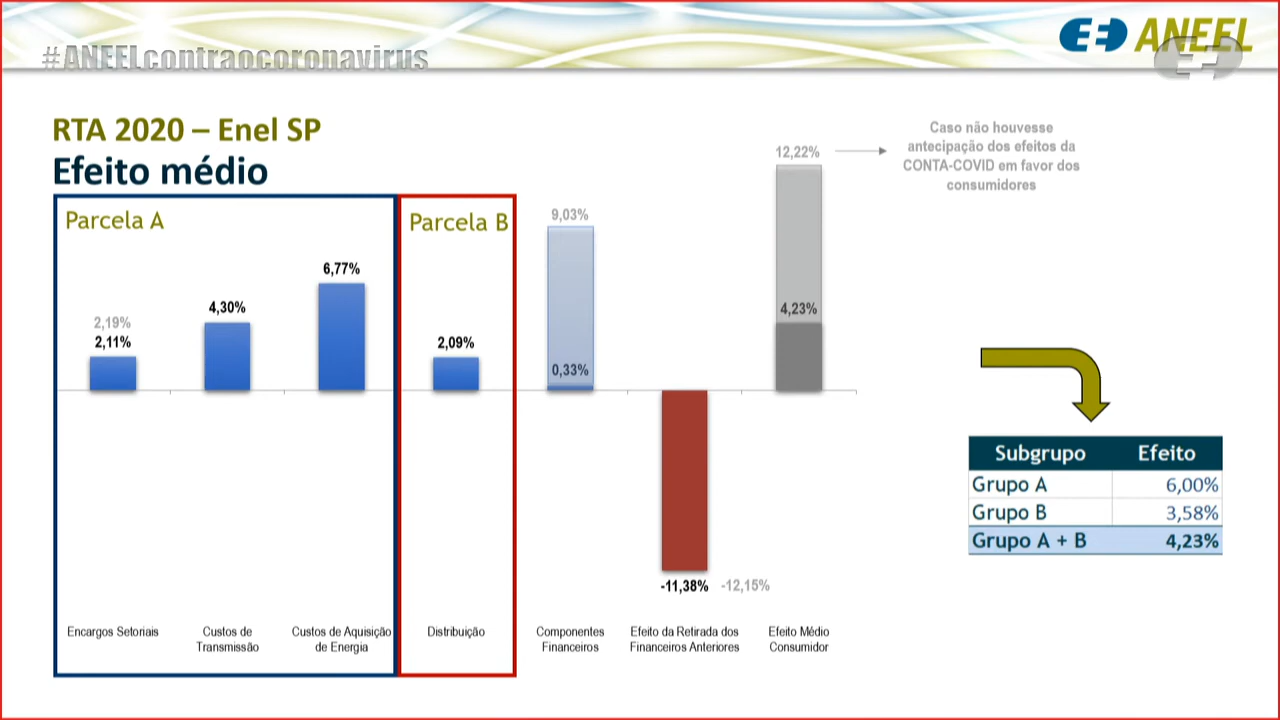 #ANEELcontraocoronavirus
ANEEL
RTA 2020 – Enel SP
Efeito médio
Caso não houvesse
antecipação dos efeitos da
CONTA-COVID em favor dos
consumidores
12,22%
Parcela A
Parcela B
9,03%
6,77%
4,30%
4,23%
2,19%
2,11%
2,09%
0,33%
-11,38%
-12,15%
Encargos Setoriais
Custos de
Transmissão
Custos de Aquisição
de Energia
Distribuição
Componentes
Financeiros
Efeito da Retirada dos
Financeiros Anteriores
Efeito Médio
Consumidor
Subgrupo Efeito
Grupo A 6,00%
Grupo B 3,58%
Grupo A + B 4,23%